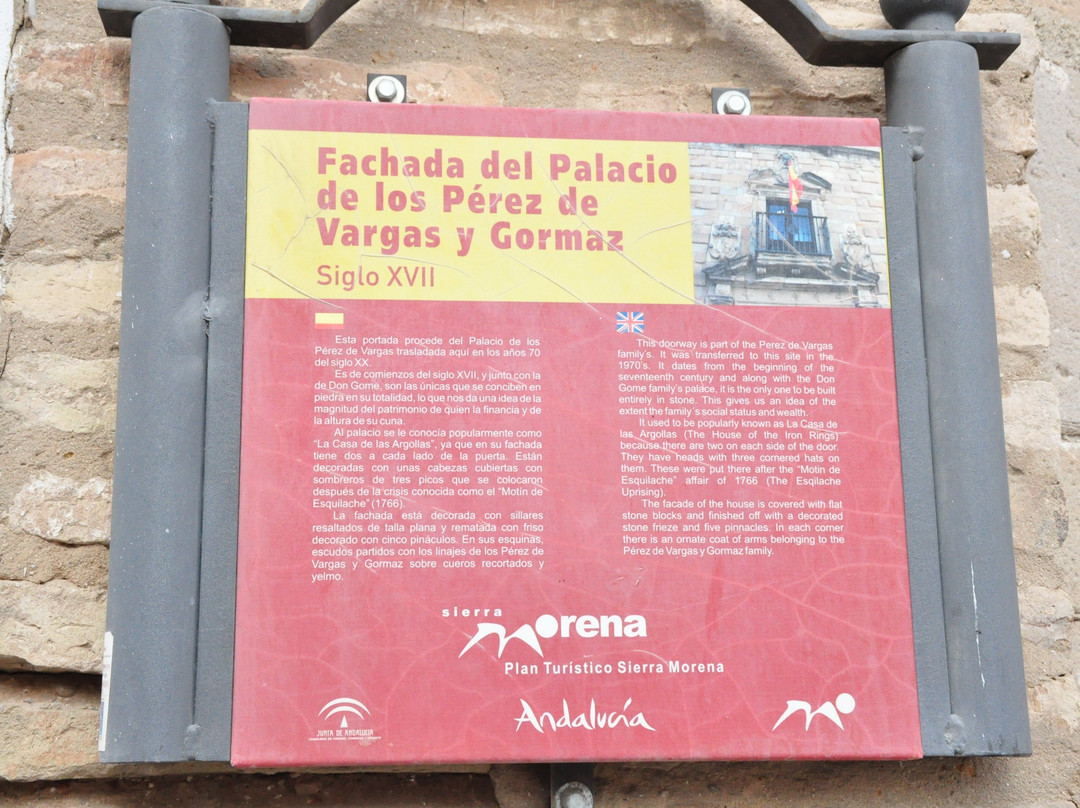 Fachada del Palacio
de los Pérez de
Vargas y Gormaz
Siglo XVII
Esta portada procede del Palacio de los
Pérez de Vargas trasladada aquí en los años 70
del siglo XX.
Es de comienzos del siglo XVII, y junto con la
de Don Gome, son las únicas que se conciben en
piedra en su totalidad, lo que nos da una idea de la
magnitud del patrimonio de quien la financia y de
la altura de su cuna.
Al palacio se le conocía popularmente como
"La Casa de las Argollas", ya que en su fachada
tiene dos a cada lado de la puerta. Están
decoradas con unas cabezas cubiertas con
sombreros de tres picos que se colocaron
después de la crisis conocida como el "Motín de
Esquilache" (1766).
La fachada está decorada con sillares
resaltados de talla plana y rematada con friso
decorado con cinco pináculos. En sus esquinas,
escudos partidos con los linajes de los Pérez de
Vargas y Gormaz sobre cueros recortados y
yelmo.
This doorway is part of the Perez de Vargas
family's. It was transferred to this site in the
1970's. It dates from the beginning of the
seventeenth century and along with the Don
Gome family's palace, it is the only one to be built
entirely in stone. This gives us an idea of the
extent the family's social status and wealth.
It used to be popularly known as La Casa de
las Argollas (The House of the Iron Rings)
because there are two on each side of the door.
They have heads with three cornered hats on
them. These were put there after the "Motin de
Esquilache" affair of 1766 (The Esqilache
Uprising).
The facade of the house is covered with flat
stone blocks and finished off with a decorated
stone frieze and five pinnacles. In each corner
there is an ornate coat of arms belonging to the
Pérez de Vargas y Gormaz family.
sierra
morena
Plan Turístico Sierra Morena
JUNTA DE ANDALUCIA
Andalucía